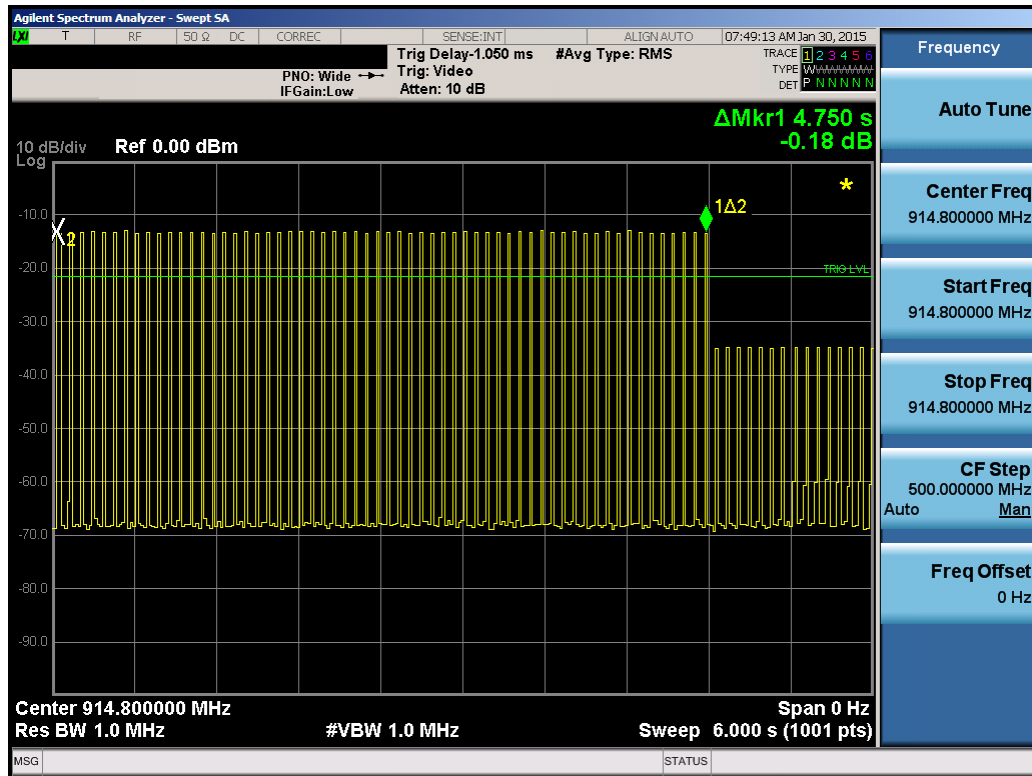 Agilent Spectrum Analyzer - Swept SA
LXI T RF 50 Ω DC CORREC SENSE:INT ALIGN AUTO 07:49:13 AM Jan 30, 2015
Trig Delay-1.050 ms #Avg Type: RMS TRACE 1 2 3 4 5 6
PNO: Wide Trig: Video TYPE WWWWWW
IFGain:Low Atten: 10 dB DET P N N N N N
ΔMkr1 4.750 s
-0.18 dB
10 dB/div Ref 0.00 dBm
Log
*
1Δ2
-10.0
X2
-20.0
TRIG LVL
-30.0
-40.0
-50.0
-60.0
-70.0
-80.0
-90.0
Center 914.800000 MHz Span 0 Hz
Res BW 1.0 MHz #VBW 1.0 MHz Sweep 6.000 s (1001 pts)
MSG STATUS
Frequency
Auto Tune
Center Freq
914.800000 MHz
Start Freq
914.800000 MHz
Stop Freq
914.800000 MHz
CF Step
500.000000 MHz
Auto Man
Freq Offset
0 Hz